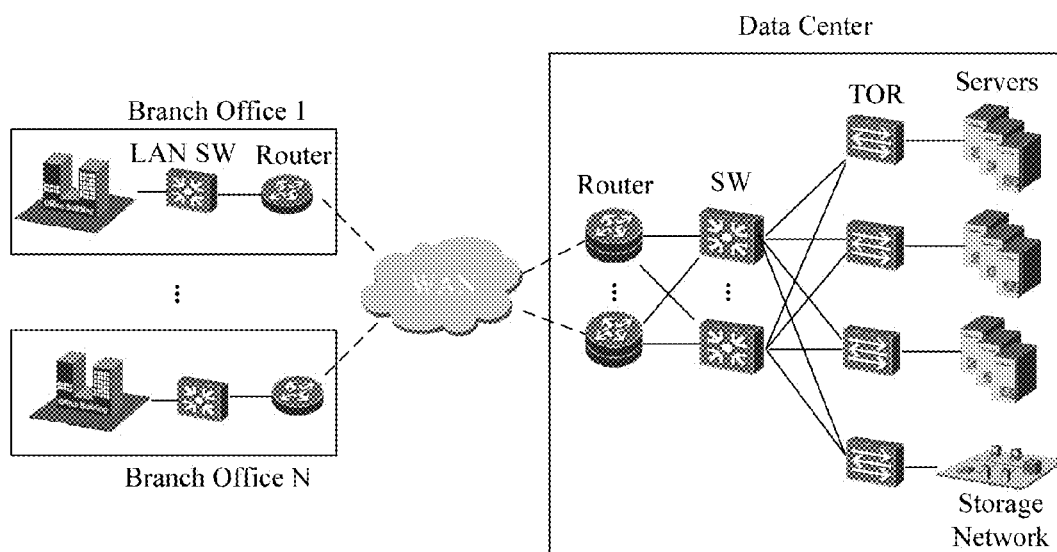 Data Center
Branch Office 1
LAN SW
Router
Router
SW
TOR
Servers
Branch Office N
Storage
Network